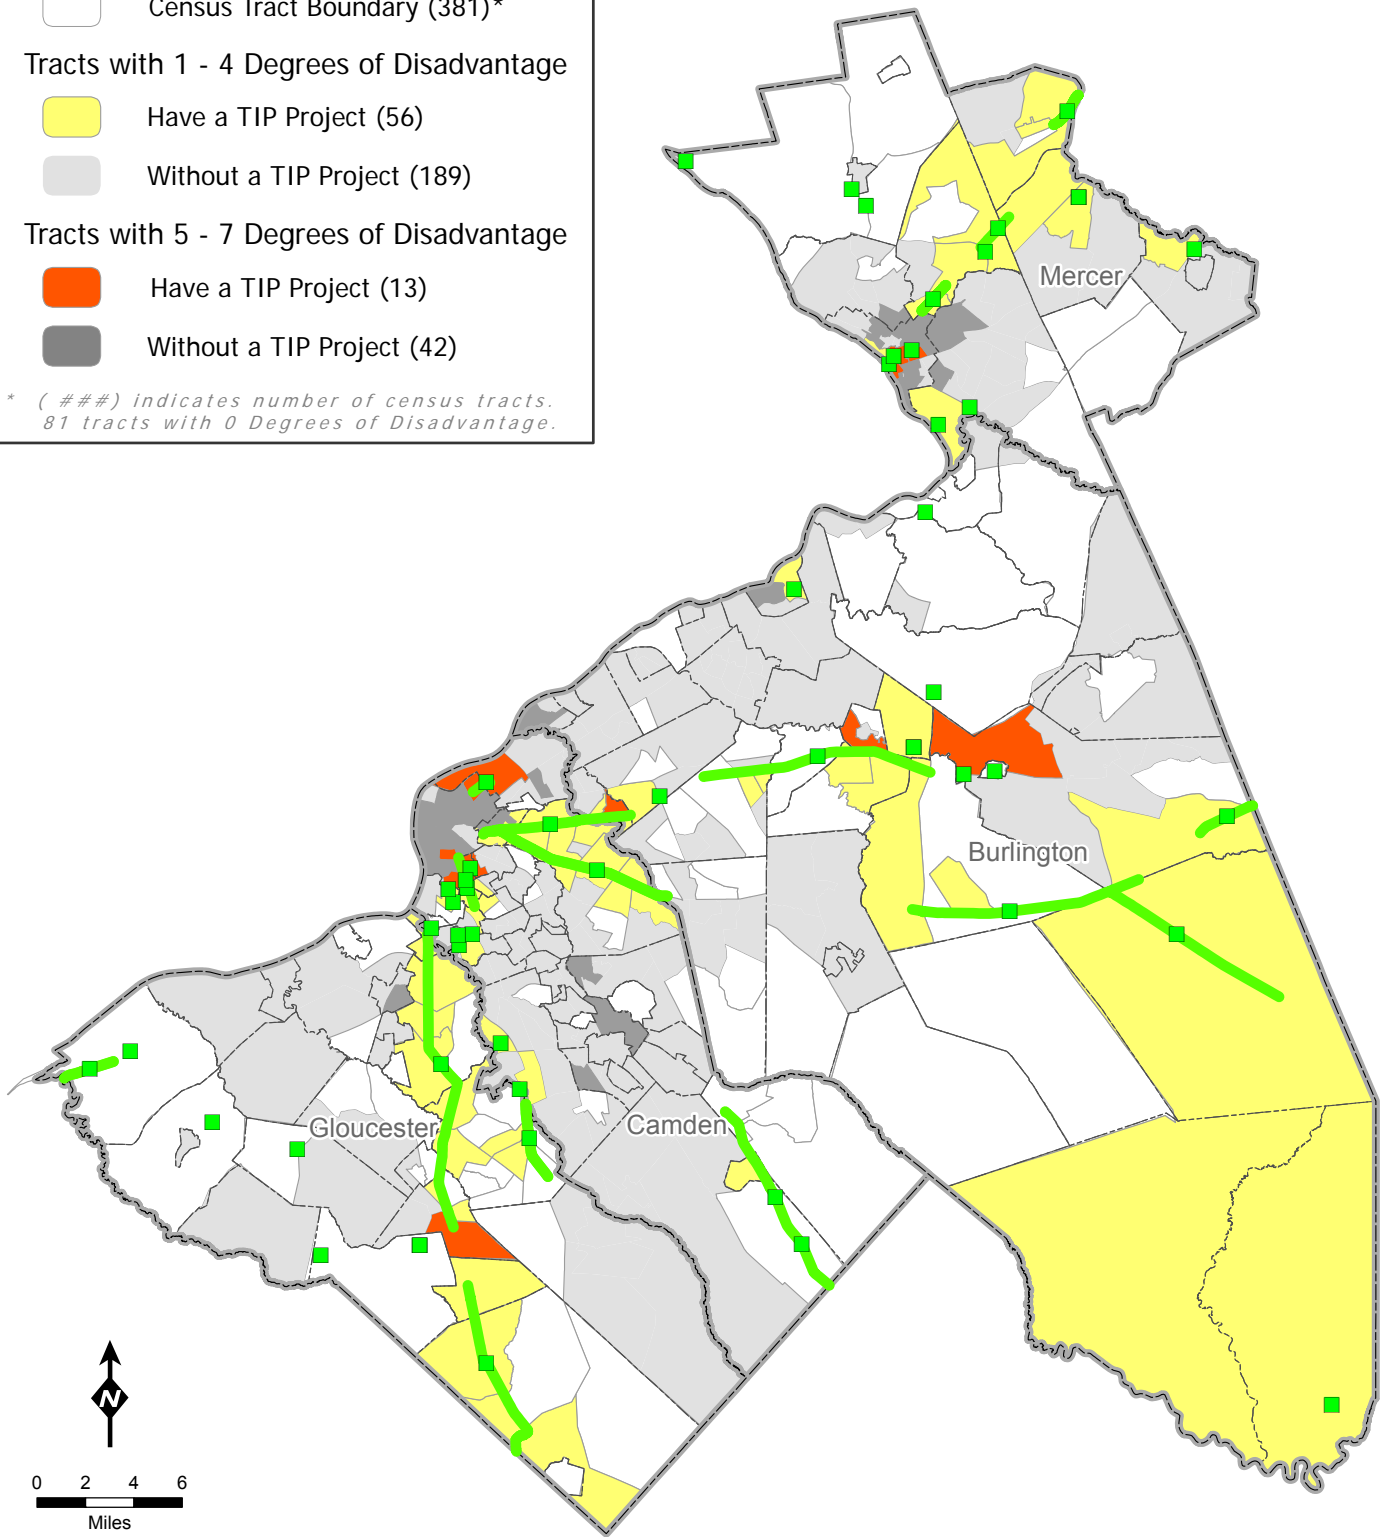 Census Tract Boundary (381)*
Tracts with 1 - 4 Degrees of Disadvantage
Have a TIP Project (56)
Without a TIP Project (189)
Tracts with 5 - 7 Degrees of Disadvantage
Have a TIP Project (13)
Without a TIP Project (42)
* ( ###) indicates number of census tracts.
81 tracts with 0 Degrees of Disadvantage.
Mercer
Burlington
Gloucester
Camden
N
0 2 4 6
Miles